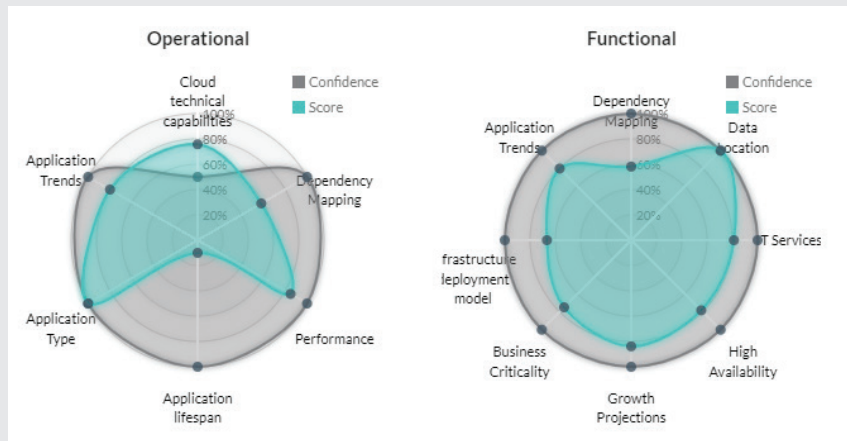 Operational
Cloud
technical
capabilities
Confidence
Score
100%
80%
60%
40%
20%
Application
Trends
Dependency
Mapping
Application
Type
Performance
Application
lifespan
Functional
Dependency
Mapping
Confidence
Score
100%
80%
60%
40%
20%
Application
Trends
Data
Location
T Services
frastructure
deployment
model
Business
Criticality
High
Availability
Growth
Projections